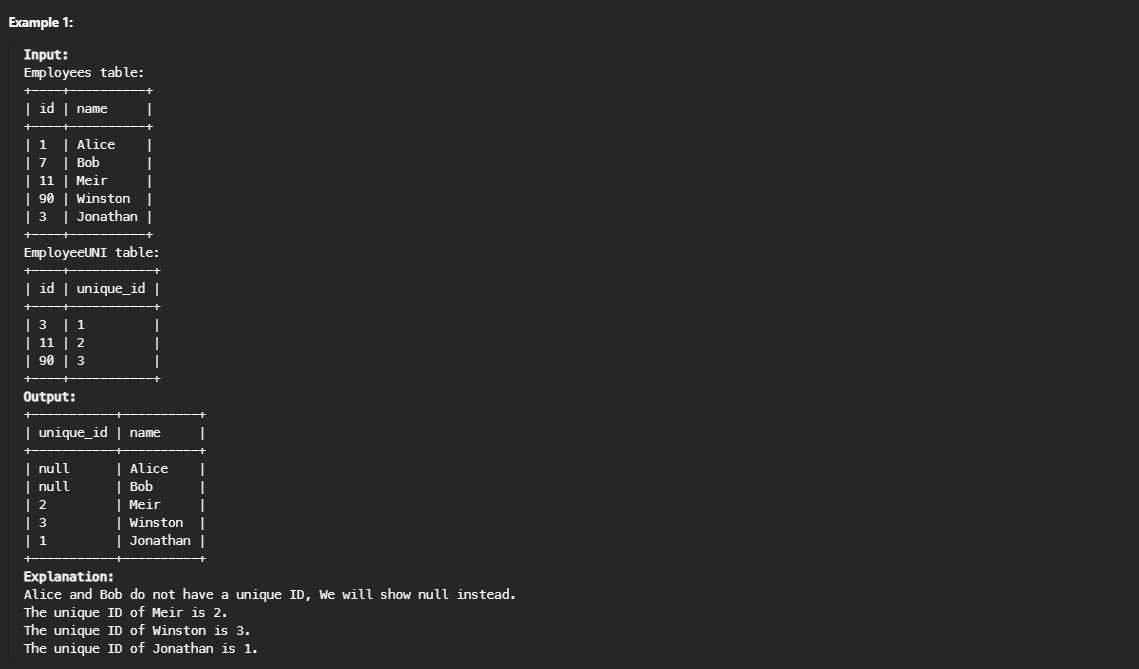 Example 1:
Input:
Employees table:
+----+----------+
| id | name     |
+----+----------+
| 1  | Alice    |
| 7  | Bob      |
| 11 | Meir     |
| 90 | Winston  |
| 3  | Jonathan |
+----+----------+
EmployeeUNI table:
+----+-----------+
| id | unique_id |
+----+-----------+
| 3  | 1         |
| 11 | 2         |
| 90 | 3         |
+----+-----------+
Output:
+-----------+----------+
| unique_id | name     |
+-----------+----------+
| null      | Alice    |
| null      | Bob      |
| 2         | Meir     |
| 3         | Winston  |
| 1         | Jonathan |
+-----------+----------+
Explanation:
Alice and Bob do not have a unique ID, We will show null instead.
The unique ID of Meir is 2.
The unique ID of Winston is 3.
The unique ID of Jonathan is 1.